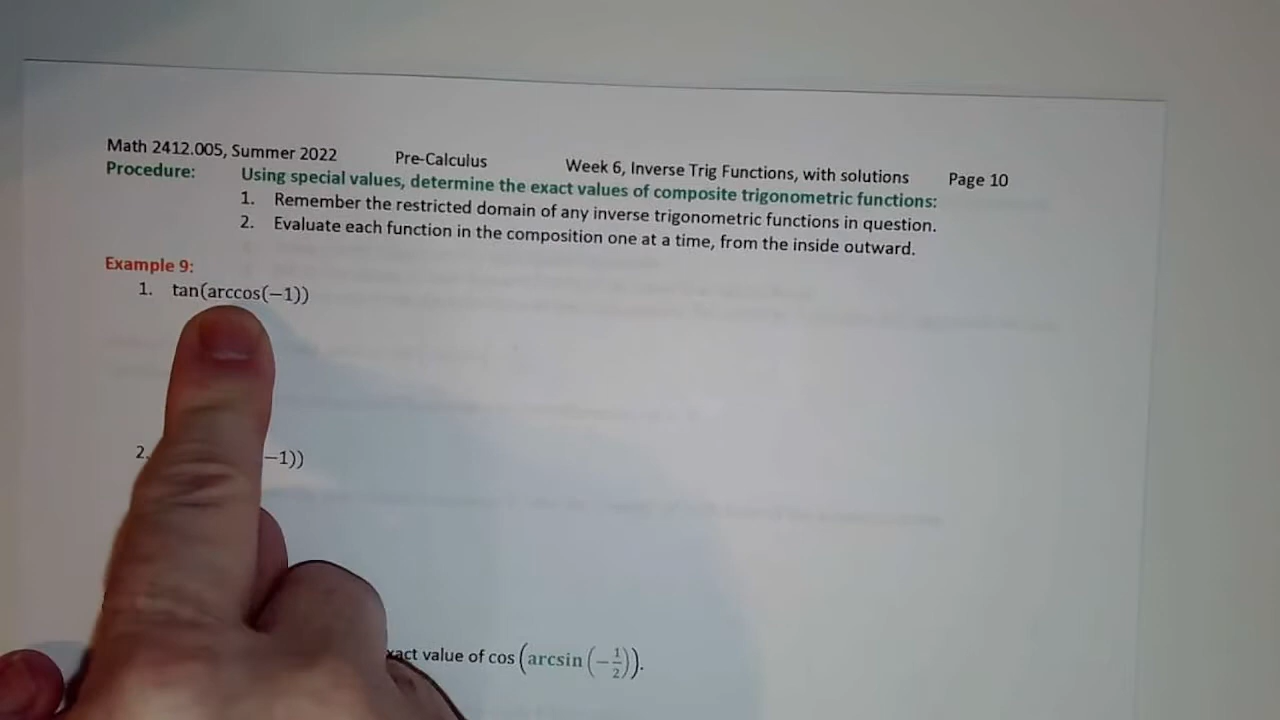 Math 2412.005, Summer 2022 Pre-Calculus Week 6, Inverse Trig Functions, with solutions Page 10
Procedure: Using special values, determine the exact values of composite trigonometric functions:
1. Remember the restricted domain of any inverse trigonometric functions in question.
2. Evaluate each function in the composition one at a time, from the inside outward.
Example 9:
1. tan(arccos(−1))
2. −1))
value of cos (arcsin (−1/2)).